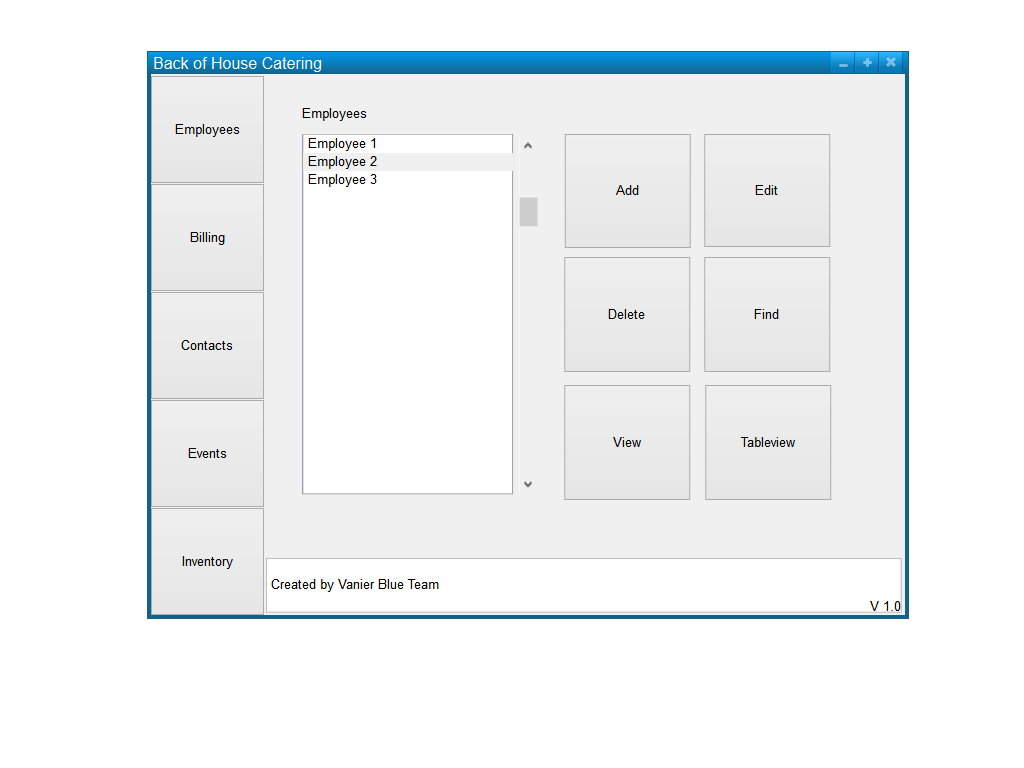 Back of House Catering
Employees
Billing
Contacts
Events
Inventory
Employees
Employee 1
Employee 2
Employee 3
Add
Edit
Delete
Find
View
Tableview
Created by Vanier Blue Team
V 1.0